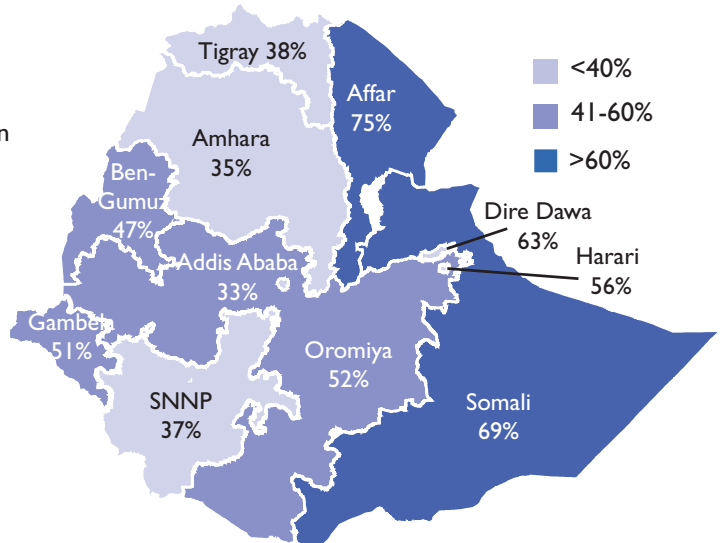 n
Tigray 38%
Affar
75%
Amhara
35%
Ben-
Gumuz
47%
Addis Ababa
33%
Gambela
51%
Oromiya
52%
SNNP
37%
Somali
69%
Dire Dawa
63%
Harari
56%
<40%
41-60%
>60%